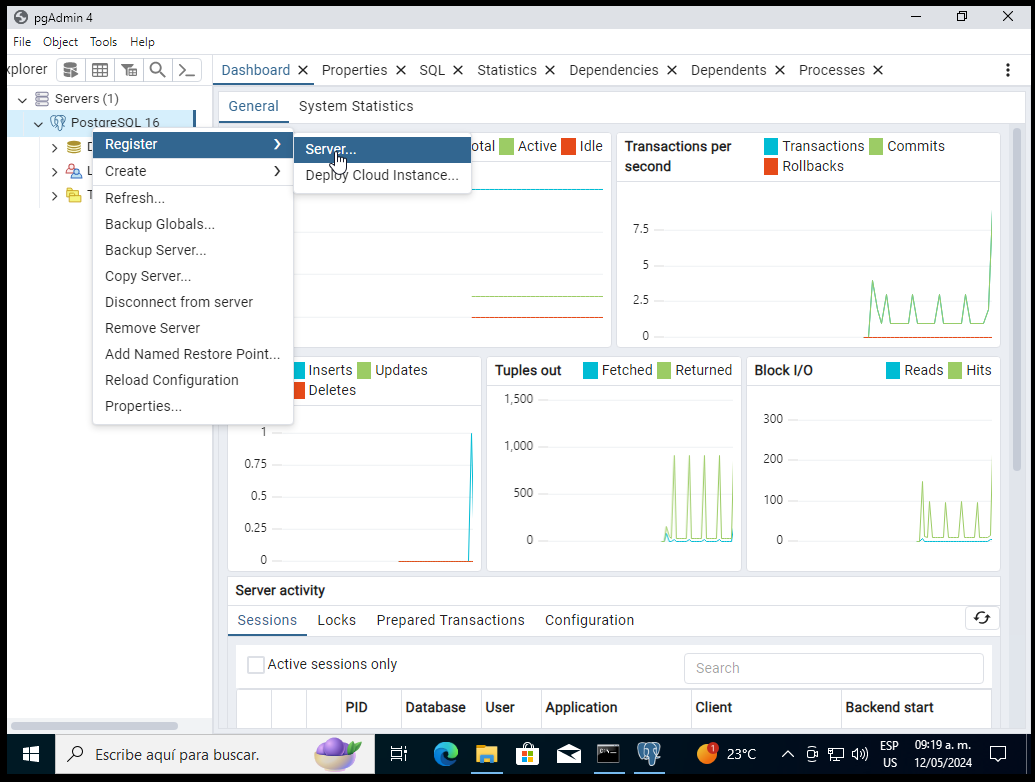 pgAdmin 4
File Object Tools Help
xplorer
Dashboard Properties SQL Statistics Dependencies Dependents Processes
Servers (1)
PostgreSQL 16
General System Statistics
Register
Server...
Deploy Cloud Instance...
Create
Refresh...
Backup Globals...
Backup Server...
Copy Server...
Disconnect from server
Remove Server
Add Named Restore Point...
Reload Configuration
Properties...
otal Active Idle
Transactions per second
Transactions Commits
Rollbacks
7.5
5
2.5
0
Inserts Updates
Deletes
1
0.75
0.5
0.25
0
Tuples out
Fetched Returned
1,500
1,000
500
0
Block I/O
Reads Hits
300
200
100
0
Server activity
Sessions Locks Prepared Transactions Configuration
Active sessions only
Search
PID Database User Application Client Backend start
Escribe aquí para buscar.
1
23°C
ESP
US
09:19 a. m.
12/05/2024